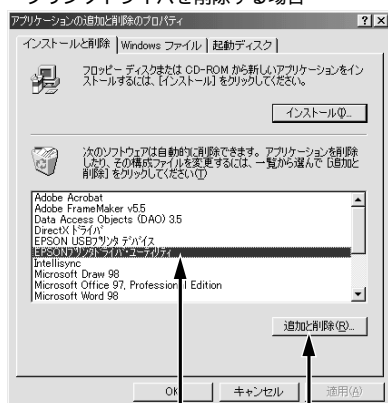 プリンタドライバを削除する場合
アプリケーションの追加と削除のプロパティ
インストールと削除 Windows ファイル 起動ディスク
フロッピー ディスクまたは CD-ROM から新しいアプリケーションをイン
ストールするには、[インストール] をクリックしてください。
インストール(I)...
次のソフトウェアは自動的に削除できます。アプリケーションを削除
したり、その構成ファイルを変更するには、一覧から選んで [追加と
削除] をクリックしてください(T)
Adobe Acrobat
Adobe FrameMaker v5.5
Data Access Objects (DAO) 3.5
DirectX ドライバ
EPSON USBプリンタ デバイス
EPSONプリンタドライバ・ユーティリティ
Intellisync
Microsoft Draw 98
Microsoft Office 97, Professional Edition
Microsoft Word 98
追加と削除(R)...
OK キャンセル 適用(A)